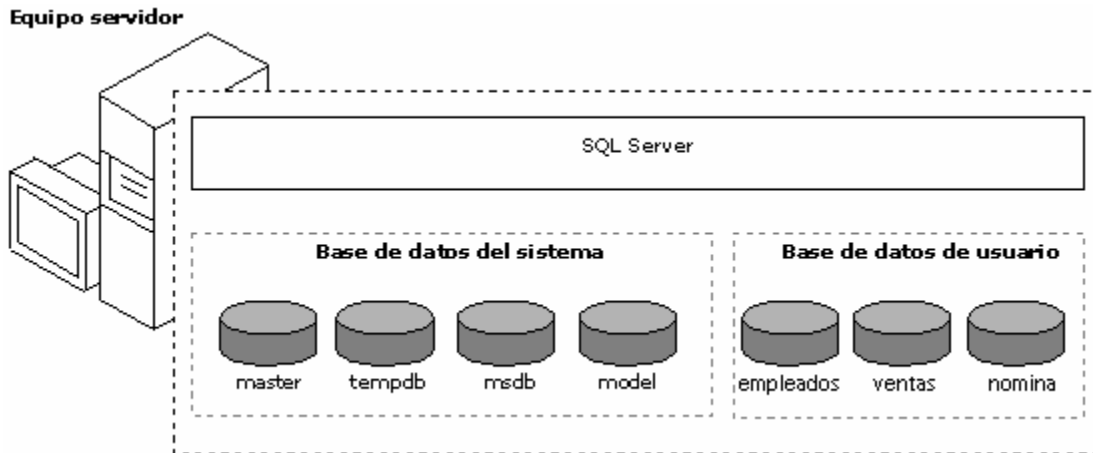 Equipo servidor
SQL Server
Base de datos del sistema
Base de datos de usuario
master tempdb msdb model
empleados ventas nomina